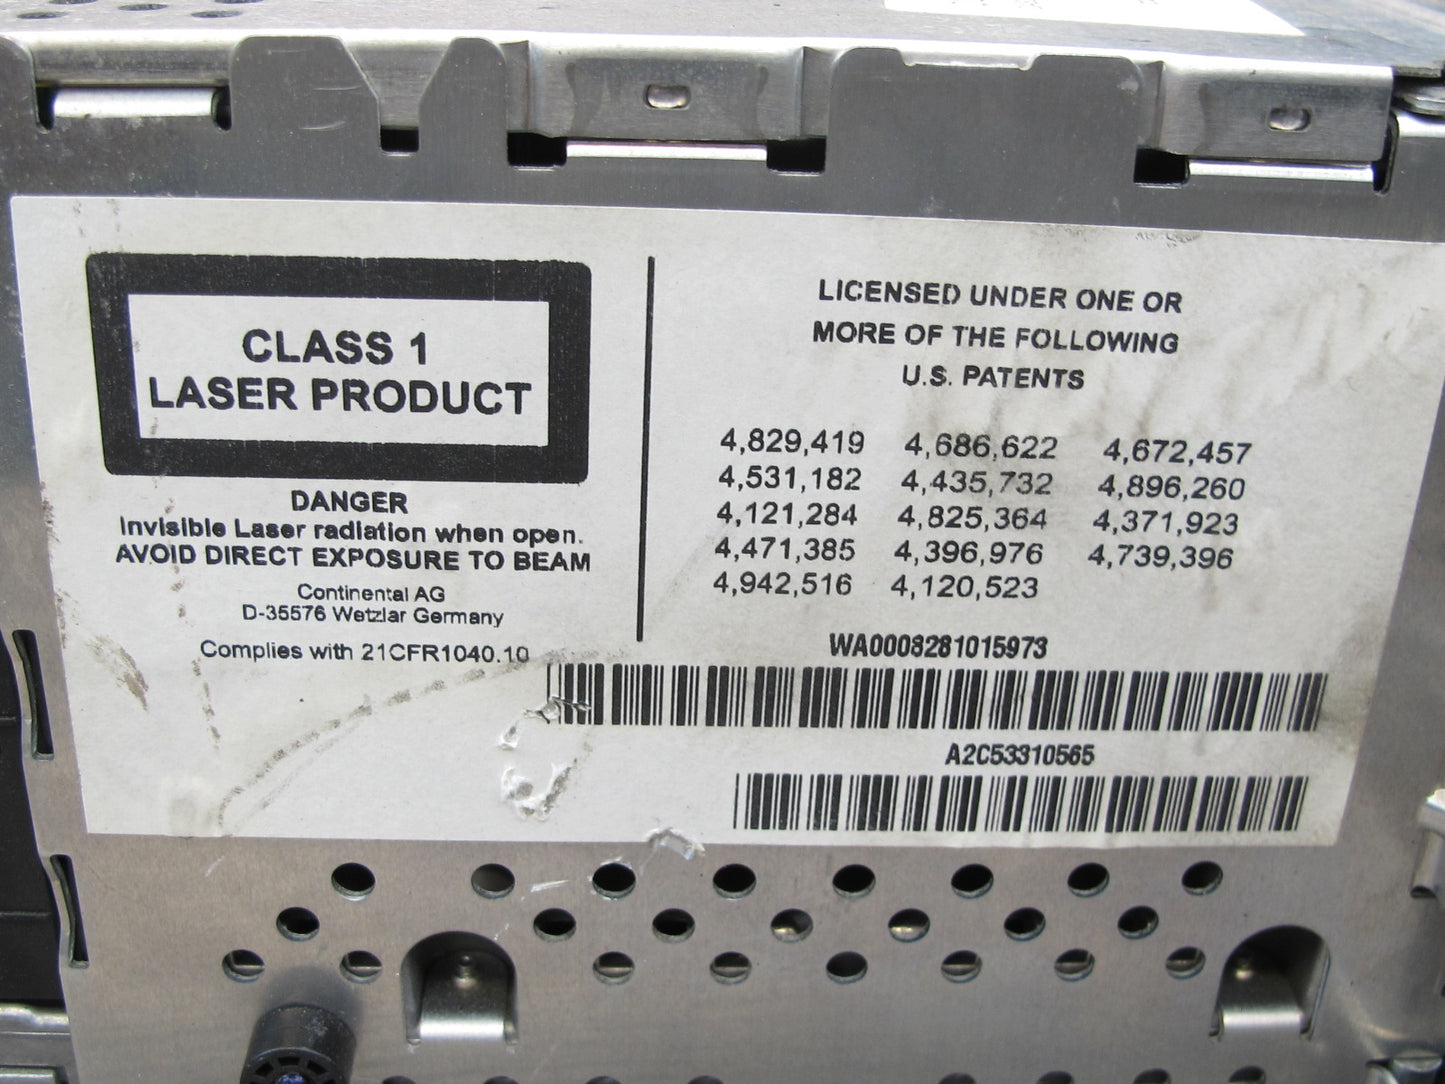 CLASS 1
LASER PRODUCT
DANGER
Invisible Laser radiation when open.
AVOID DIRECT EXPOSURE TO BEAM
Continental AG
D-35576 Wetzlar Germany
Complies with 21CFR1040.10
LICENSED UNDER ONE OR
MORE OF THE FOLLOWING
U.S. PATENTS
4,829,419 4,686,622 4,672,457
4,531,182 4,435,732 4,896,260
4,121,284 4,825,364 4,371,923
4,471,385 4,396,976 4,739,396
4,942,516 4,120,523
WA0008281015973
A2C53310565